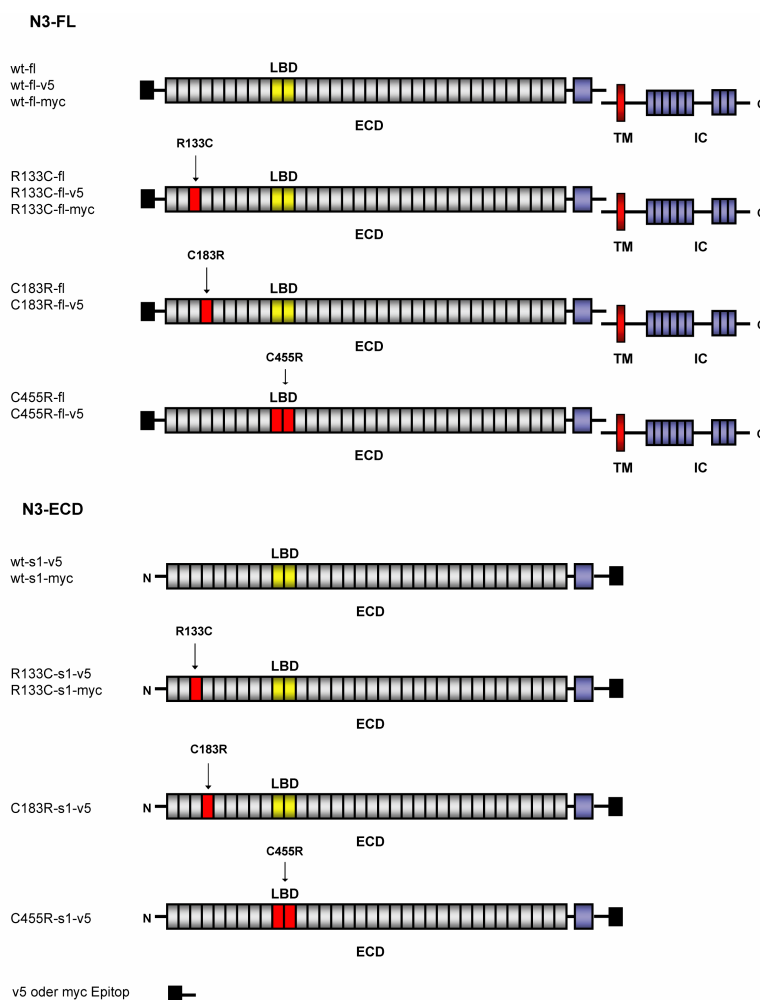 N3-FL
wt-fl
wt-fl-v5
wt-fl-myc
LBD
ECD
TM
IC
C
R133C
R133C-fl
R133C-fl-v5
R133C-fl-myc
LBD
ECD
TM
IC
C
C183R
C183R-fl
C183R-fl-v5
LBD
ECD
TM
IC
C
C455R
C455R-fl
C455R-fl-v5
LBD
ECD
TM
IC
C
N3-ECD
wt-s1-v5
wt-s1-myc
N
LBD
ECD
R133C
R133C-s1-v5
R133C-s1-myc
N
LBD
ECD
C183R
C183R-s1-v5
N
LBD
ECD
C455R
C455R-s1-v5
N
LBD
ECD
v5 oder myc Epitop